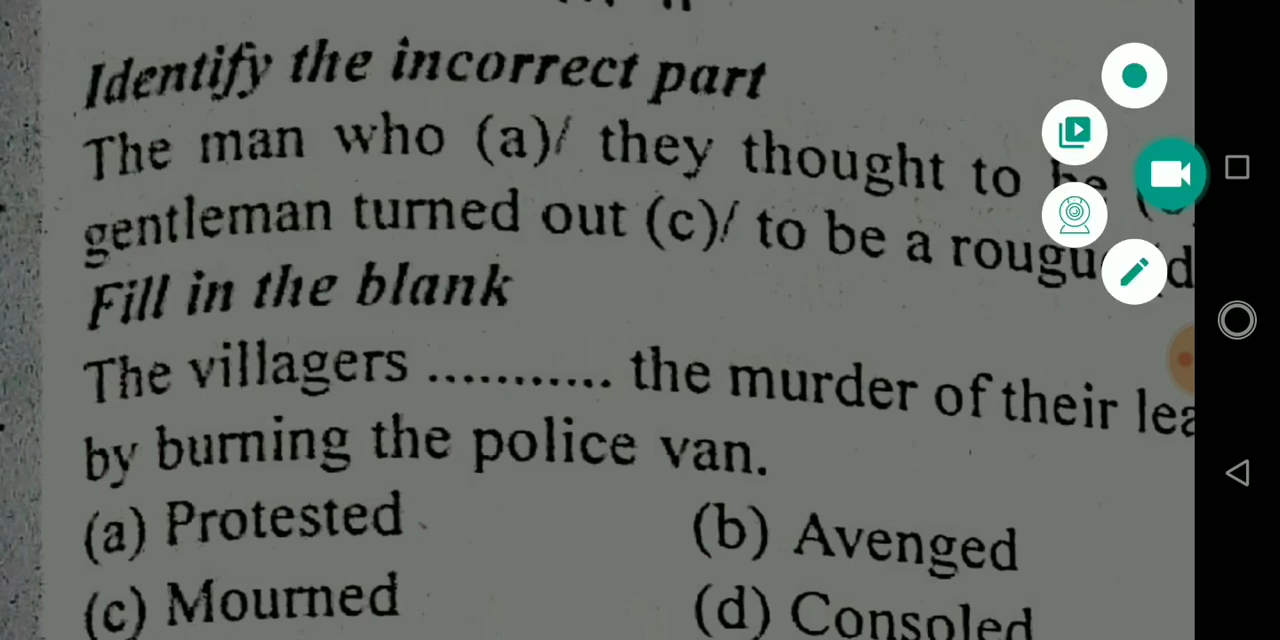 Identify the incorrect part
The man who (a)/ they thought to be
gentleman turned out (c)/ to be a rougu
Fill in the blank
The villagers ........... the murder of their lea
by burning the police van.
(a) Protested
(b) Avenged
(c) Mourned
(d) Consoled